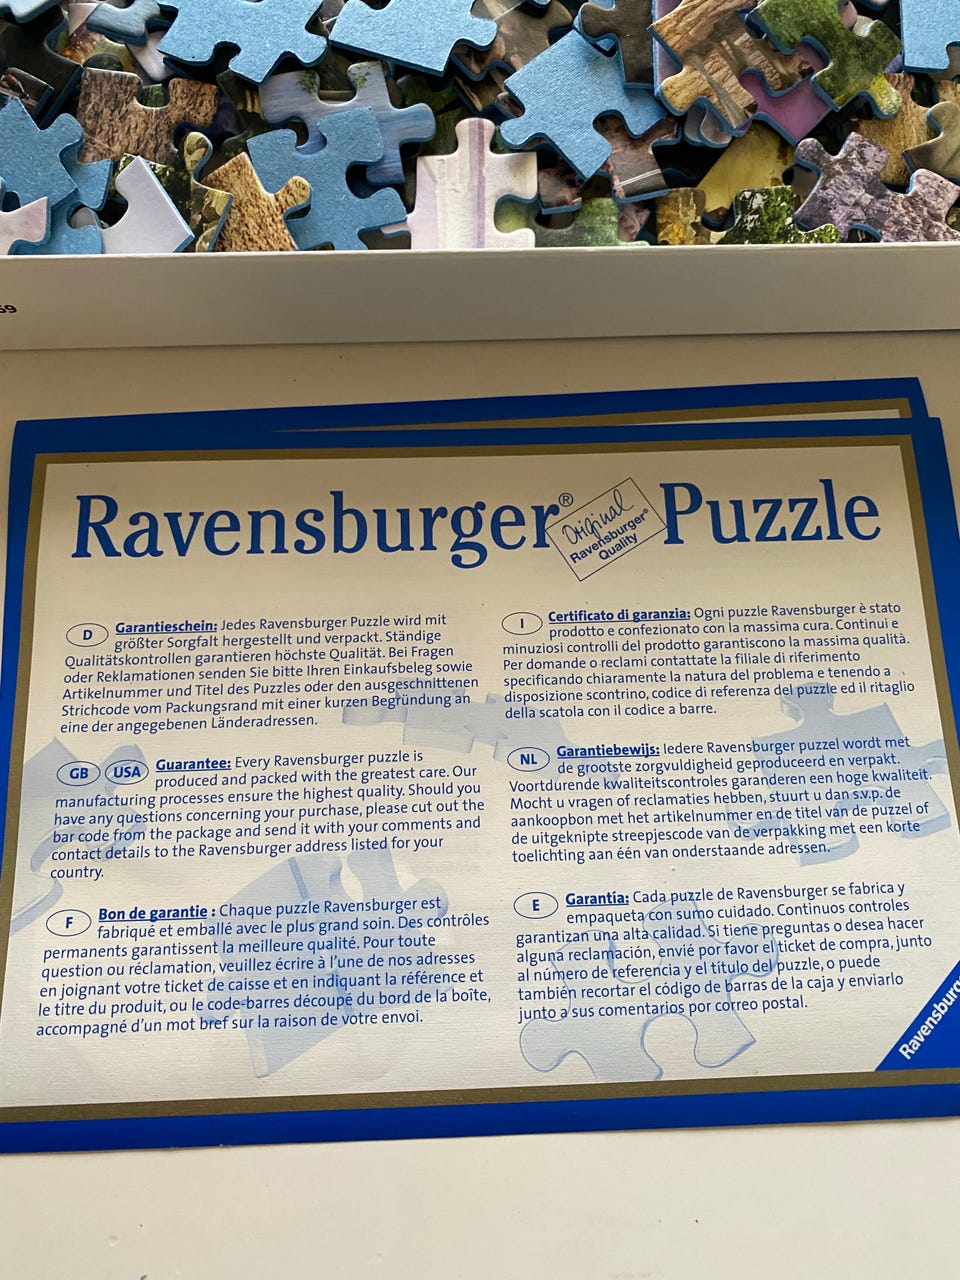 59
Ravensburger® Puzzle
Original
Ravensburger®
Quality
D Garantieschein: Jedes Ravensburger Puzzle wird mit
größter Sorgfalt hergestellt und verpackt. Ständige
Qualitätskontrollen garantieren höchste Qualität. Bei Fragen
oder Reklamationen senden Sie bitte Ihren Einkaufsbeleg sowie
Artikelnummer und Titel des Puzzles oder den ausgeschnittenen
Strichcode vom Packungsrand mit einer kurzen Begründung an
eine der angegebenen Länderadressen.
GB USA Guarantee: Every Ravensburger puzzle is
produced and packed with the greatest care. Our
manufacturing processes ensure the highest quality. Should you
have any questions concerning your purchase, please cut out the
bar code from the package and send it with your comments and
contact details to the Ravensburger address listed for your
country.
F Bon de garantie : Chaque puzzle Ravensburger est
fabriqué et emballé avec le plus grand soin. Des contrôles
permanents garantissent la meilleure qualité. Pour toute
question ou réclamation, veuillez écrire à l'une de nos adresses
en joignant votre ticket de caisse et en indiquant la référence et
le titre du produit, ou le code-barres découpé du bord de la boîte,
accompagné d'un mot bref sur la raison de votre envoi.
I Certificato di garanzia: Ogni puzzle Ravensburger è stato
prodotto e confezionato con la massima cura. Continui e
minuziosi controlli del prodotto garantiscono la massima qualità.
Per domande o reclami contattate la filiale di riferimento
specificando chiaramente la natura del problema e tenendo a
disposizione scontrino, codice di referenza del puzzle ed il ritaglio
della scatola con il codice a barre.
NL Garantiebewijs: Iedere Ravensburger puzzel wordt met
de grootste zorgvuldigheid geproduceerd en verpakt.
Voortdurende kwaliteitscontroles garanderen een hoge kwaliteit.
Mocht u vragen of reclamaties hebben, stuurt u dan s.v.p. de
aankoopbon met het artikelnummer en de titel van de puzzel of
de uitgeknipte streepjescode van de verpakking met een korte
toelichting aan één van onderstaande adressen.
E Garantía: Cada puzzle de Ravensburger se fabrica y
empaqueta con sumo cuidado. Continuos controles
garantizan una alta calidad. Si tiene preguntas o desea hacer
alguna reclamación, envié por favor el ticket de compra, junto
al número de referencia y el título del puzzle, o puede
también recortar el código de barras de la caja y enviarlo
junto a sus comentarios por correo postal.
Ravensburg